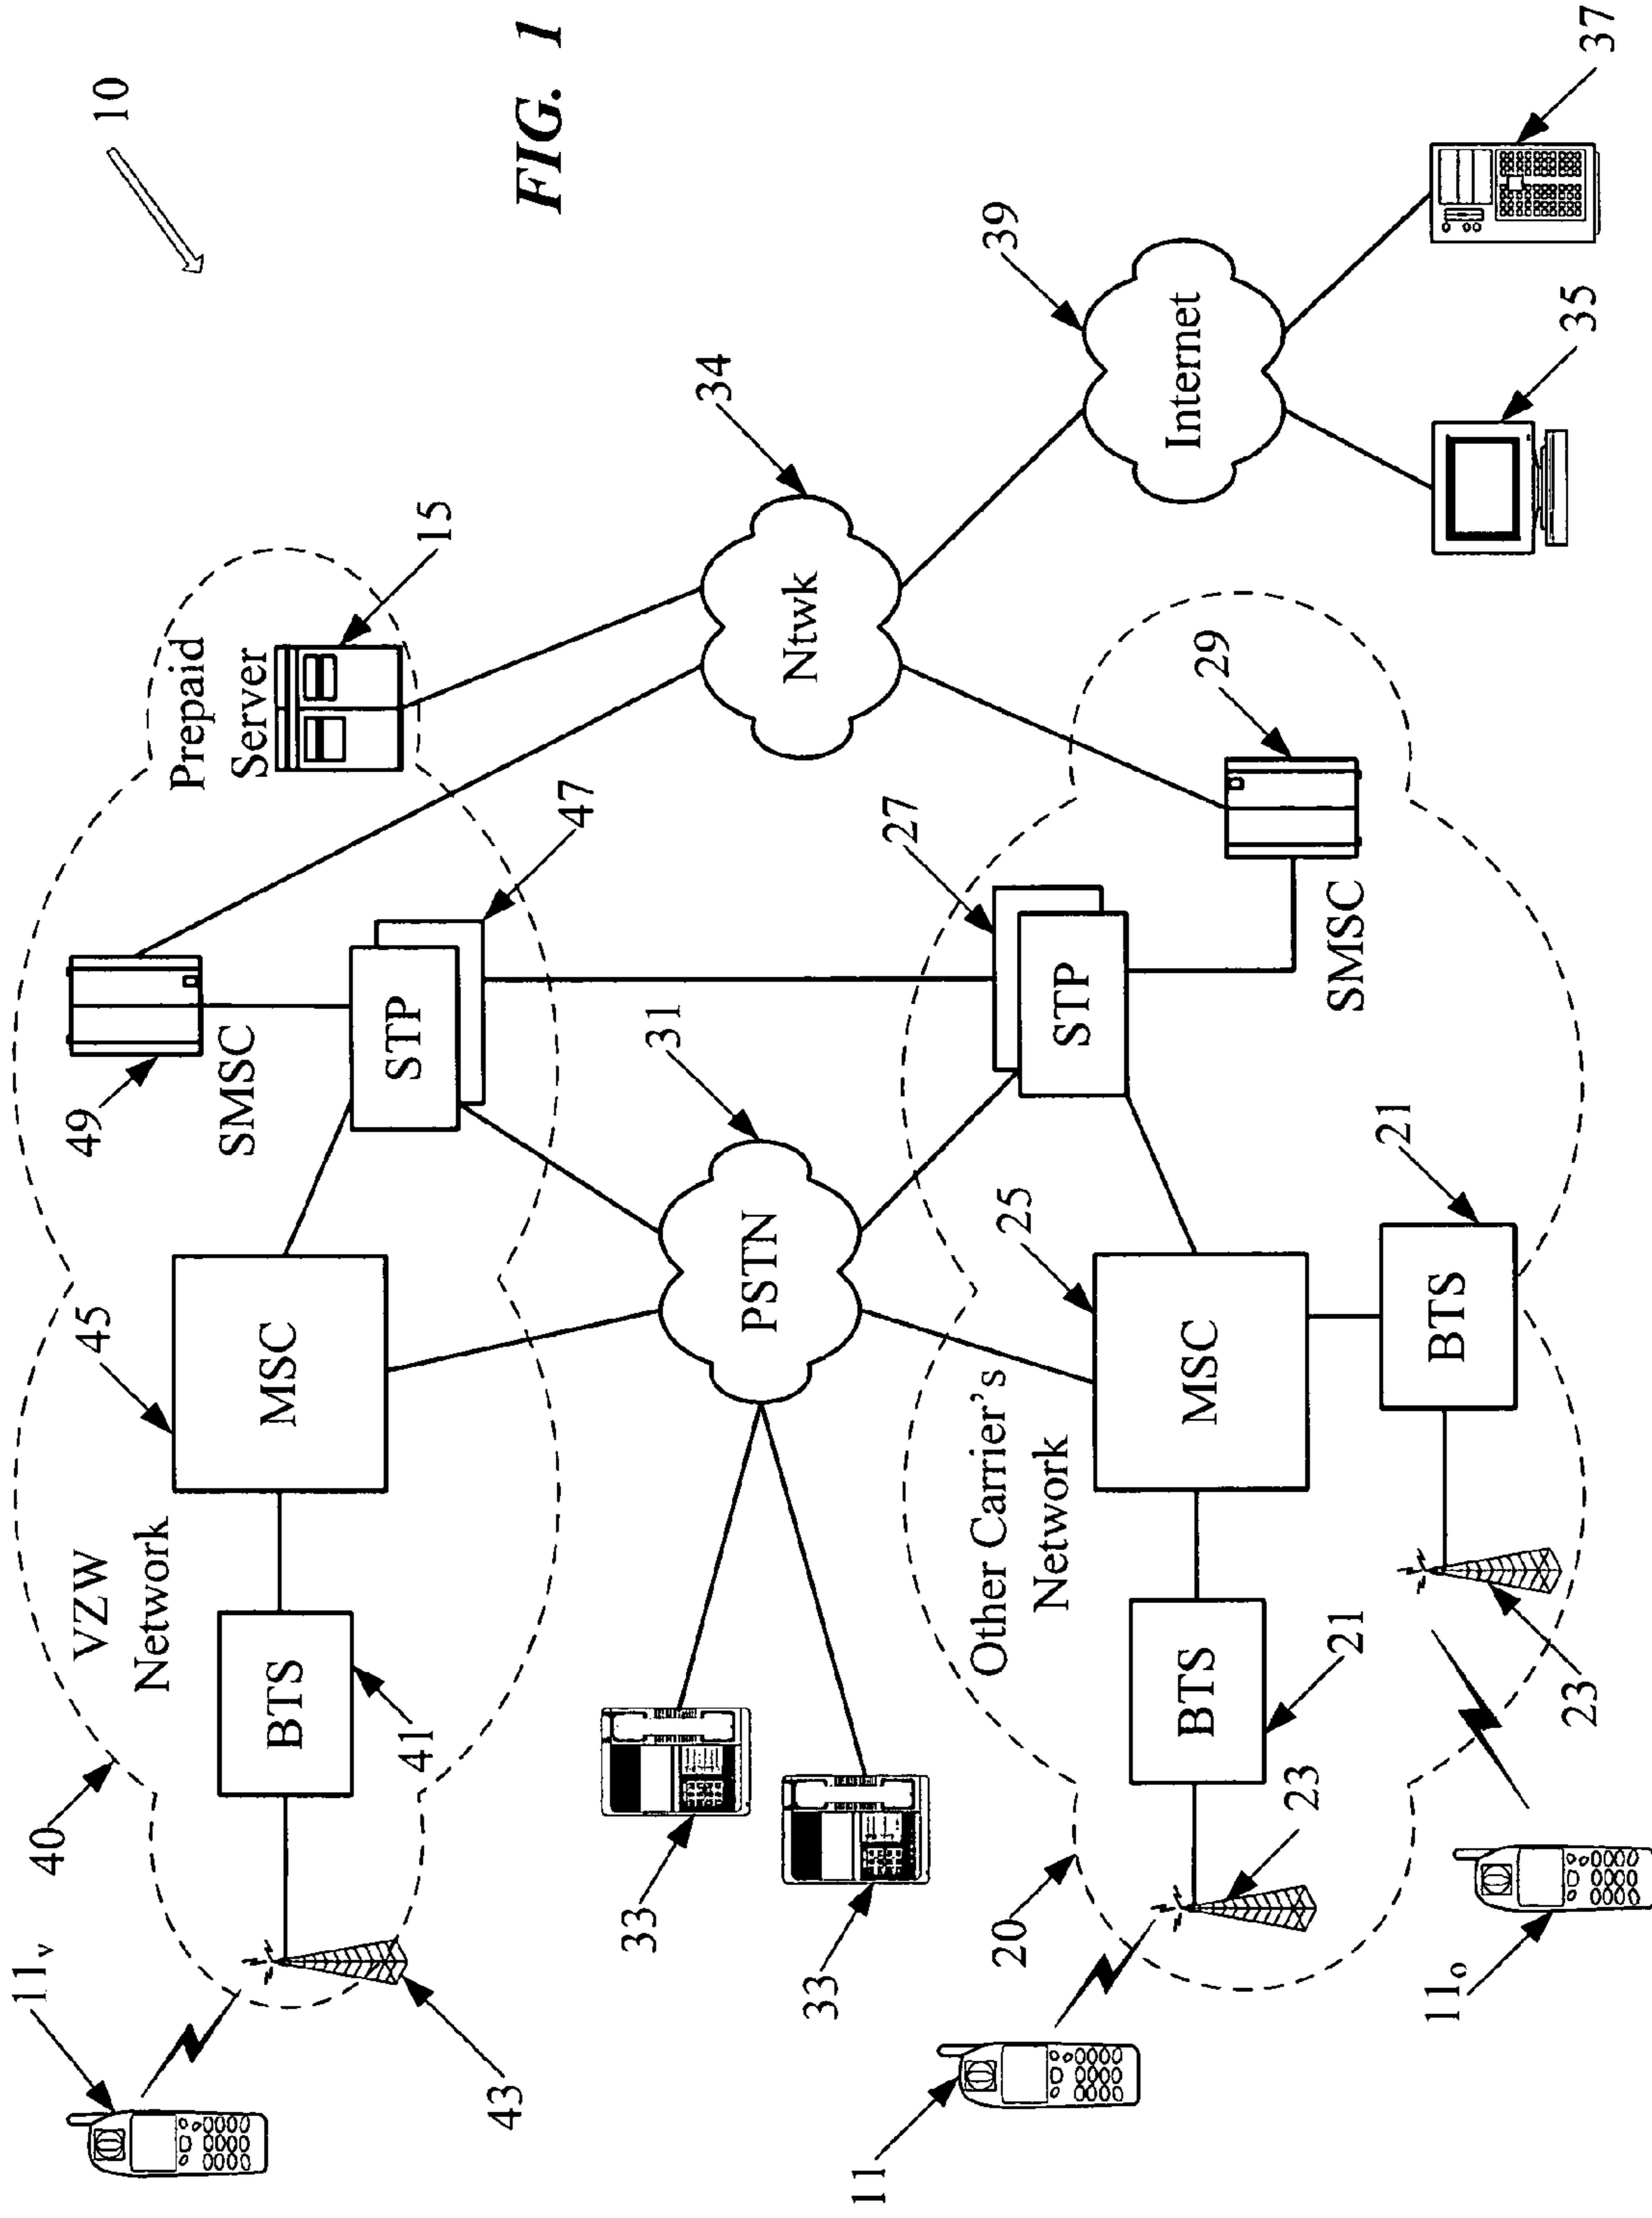 10
FIG. 1
11v
40
VZW
Network
45
MSC
BTS
41
43
49
SMSC
STP
47
Prepaid
Server
15
33
33
PSTN
31
Ntwk
34
Internet
39
37
35
11
20
Other Carrier's
Network
25
MSC
BTS
21
23
BTS
21
23
11o
27
STP
29
SMSC